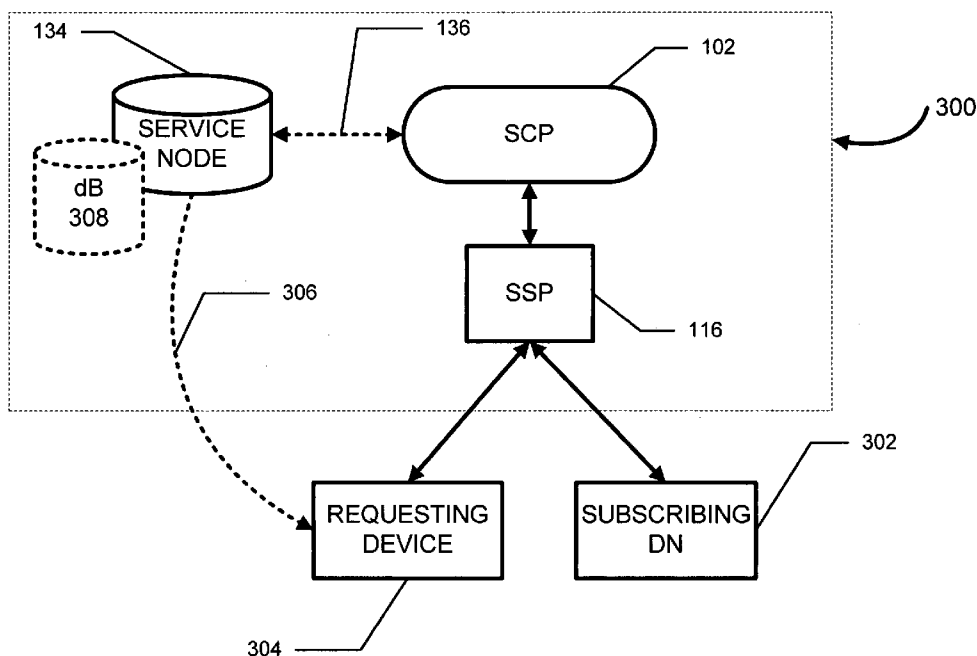 134
136
102
300
SERVICE
NODE
SCP
dB
308
306
SSP
116
302
REQUESTING
DEVICE
SUBSCRIBING
DN
304